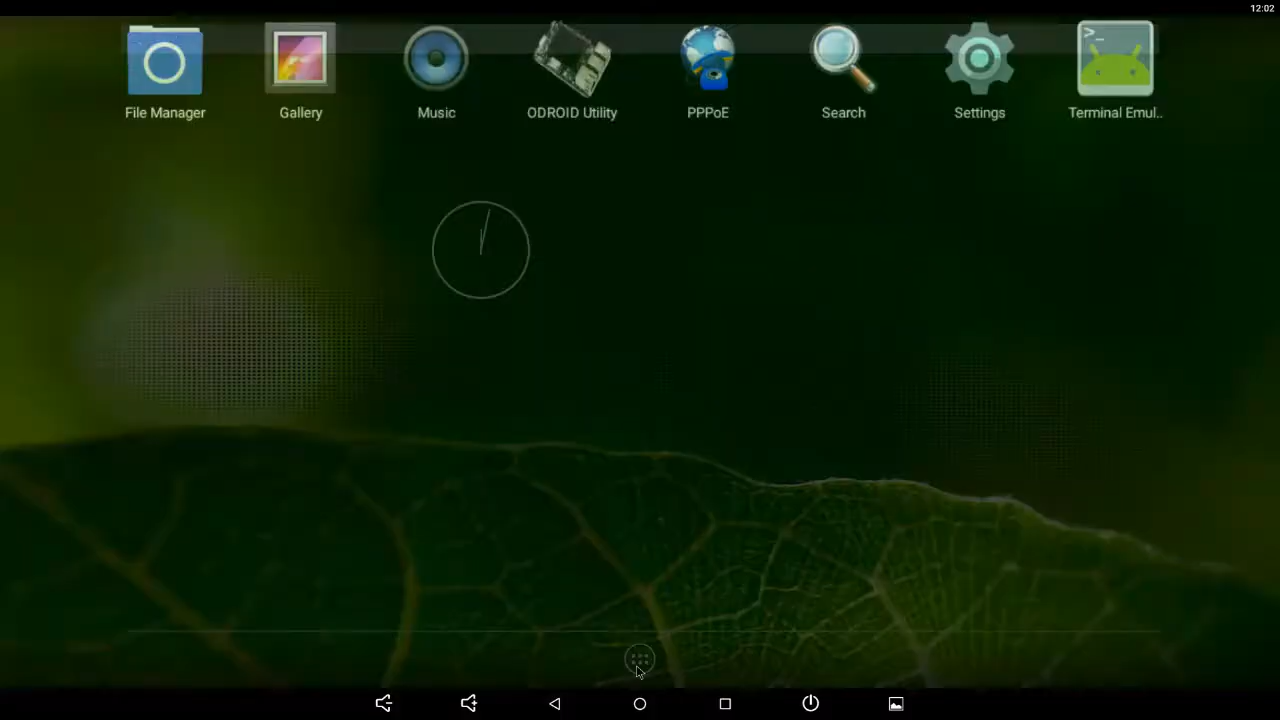 12:02
File Manager
Gallery
Music
ODROID Utility
PPPoE
Search
Settings
Terminal Emul..